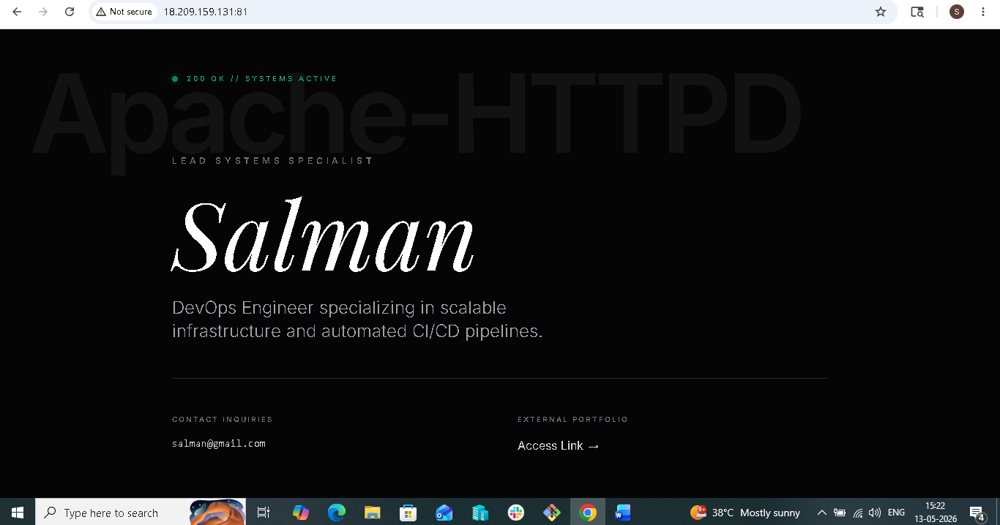 Not secure
18.209.159.131:81
S
Apache-HTTPD
200 OK // SYSTEMS ACTIVE
LEAD SYSTEMS SPECIALIST
Salman
DevOps Engineer specializing in scalable
infrastructure and automated CI/CD pipelines.
CONTACT INQUIRIES
salman@gmail.com
EXTERNAL PORTFOLIO
Access Link →
Type here to search
9+
38°C Mostly sunny
ENG
15:22
13-05-2026
4